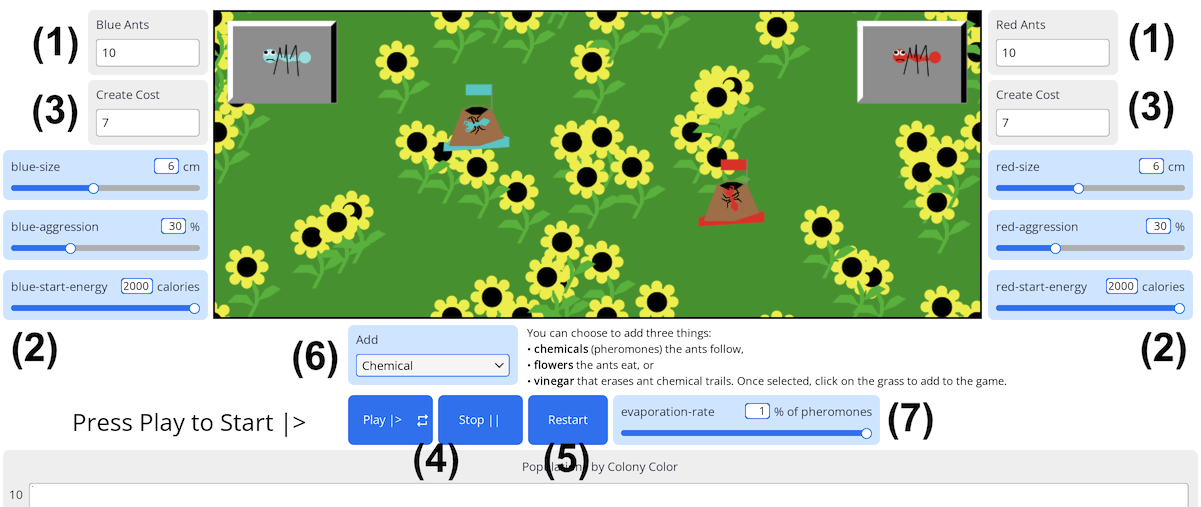 Blue Ants
(1)
10
Create Cost
(3)
7
blue-size 6 cm
blue-aggression 30 %
blue-start-energy 2000 calories
(2)
Red Ants
(1)
10
Create Cost
(3)
7
red-size 6 cm
red-aggression 30 %
red-start-energy 2000 calories
(2)
(6)
Add
Chemical
You can choose to add three things:
• chemicals (pheromones) the ants follow,
• flowers the ants eat, or
• vinegar that erases ant chemical trails. Once selected, click on the grass to add to the game.
Press Play to Start |>
Play |>
Stop ||
Restart
evaporation-rate 1 % of pheromones
(7)
(4)
(5)
by Colony Color
10